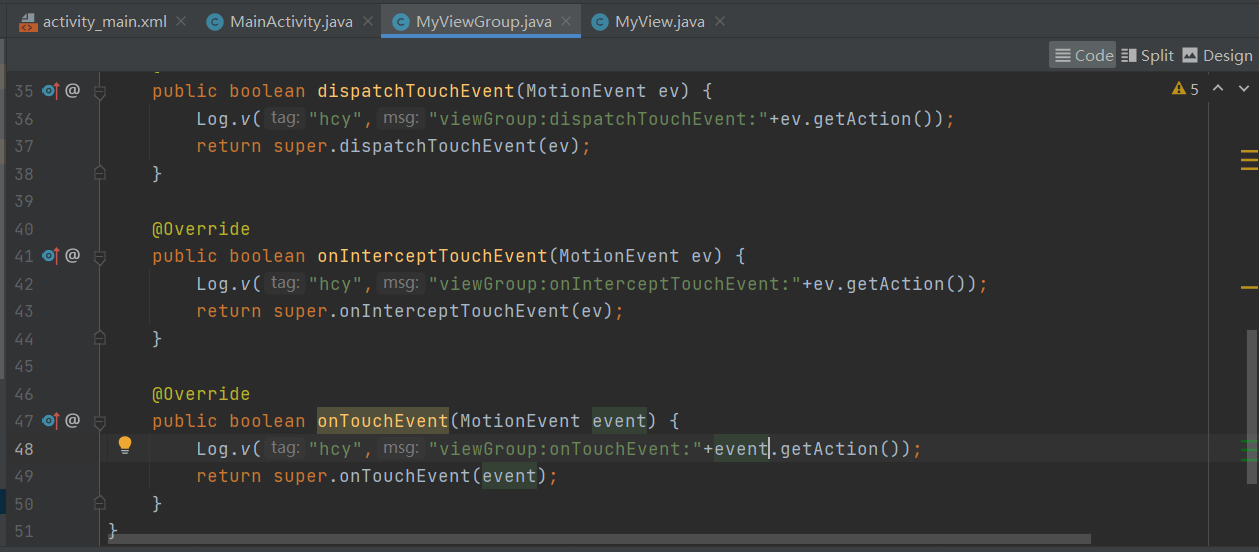 activity_main.xml MainActivity.java MyViewGroup.java MyView.java
Code Split Design
35 @ public boolean dispatchTouchEvent(MotionEvent ev) { 5
36 Log.v( tag: "hcy", msg: "viewGroup:dispatchTouchEvent:"+ev.getAction());
37 return super.dispatchTouchEvent(ev);
38 }
39
40 @Override
41 @ public boolean onInterceptTouchEvent(MotionEvent ev) {
42 Log.v( tag: "hcy", msg: "viewGroup:onInterceptTouchEvent:"+ev.getAction());
43 return super.onInterceptTouchEvent(ev);
44 }
45
46 @Override
47 @ public boolean onTouchEvent(MotionEvent event) {
48 Log.v( tag: "hcy", msg: "viewGroup:onTouchEvent:"+event.getAction());
49 return super.onTouchEvent(event);
50 }
51 }